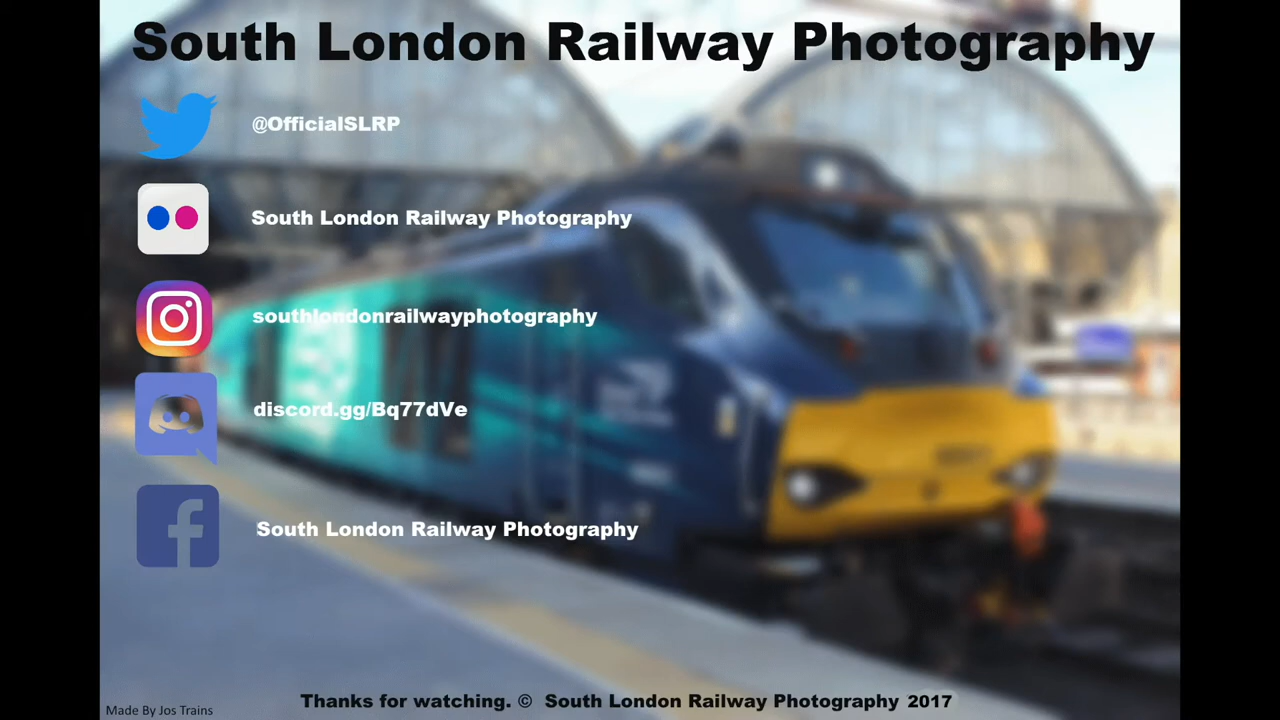 South London Railway Photography
@OfficialSLRP
South London Railway Photography
southlondonrailwayphotography
discord.gg/Bq77dVe
South London Railway Photography
Thanks for watching. © South London Railway Photography 2017
Made By Jos Trains